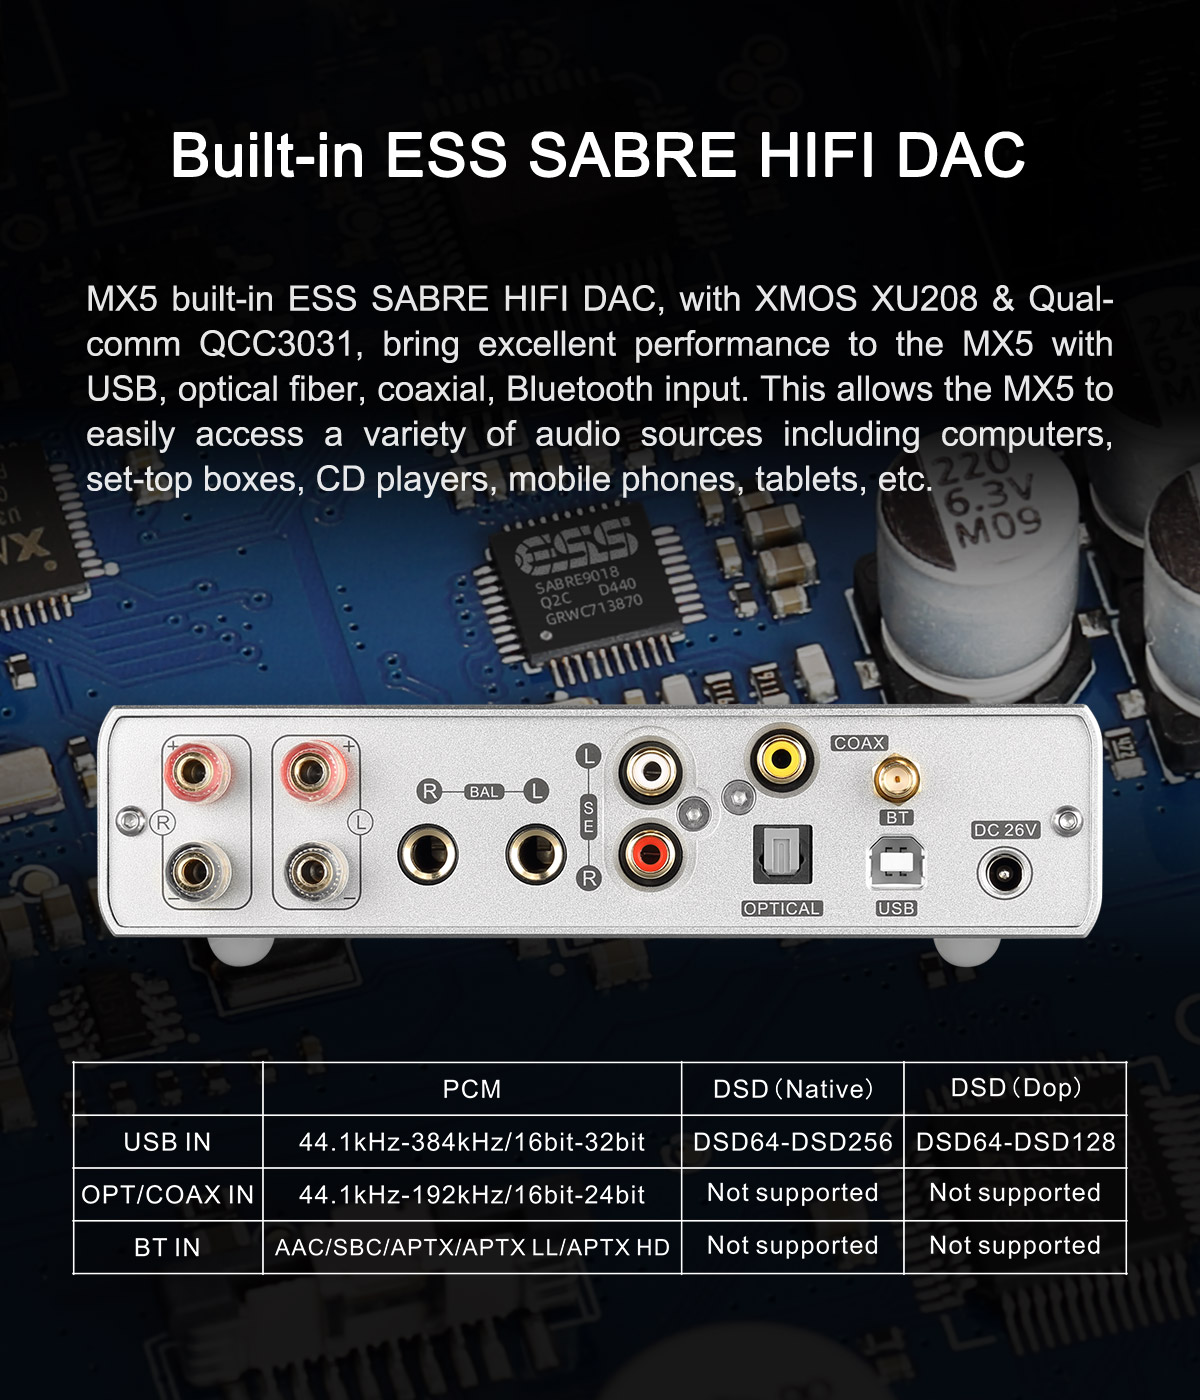 Built-in ESS SABRE HIFI DAC
MX5 built-in ESS SABRE HIFI DAC, with XMOS XU208 & Qual-
comm QCC3031, bring excellent performance to the MX5 with
USB, optical fiber, coaxial, Bluetooth input. This allows the MX5 to
easily access a variety of audio sources including computers,
set-top boxes, CD players, mobile phones, tablets, etc.
220
6.3V
M09
ESS
SABRE9018
Q2C D440
GRWC713870
+ +
R L
- -
R BAL L
L
SE
R
COAX
BT
DC 26V
OPTICAL
USB
PCM DSD(Native) DSD(Dop)
USB IN 44.1kHz-384kHz/16bit-32bit DSD64-DSD256 DSD64-DSD128
OPT/COAX IN 44.1kHz-192kHz/16bit-24bit Not supported Not supported
BT IN AAC/SBC/APTX/APTX LL/APTX HD Not supported Not supported